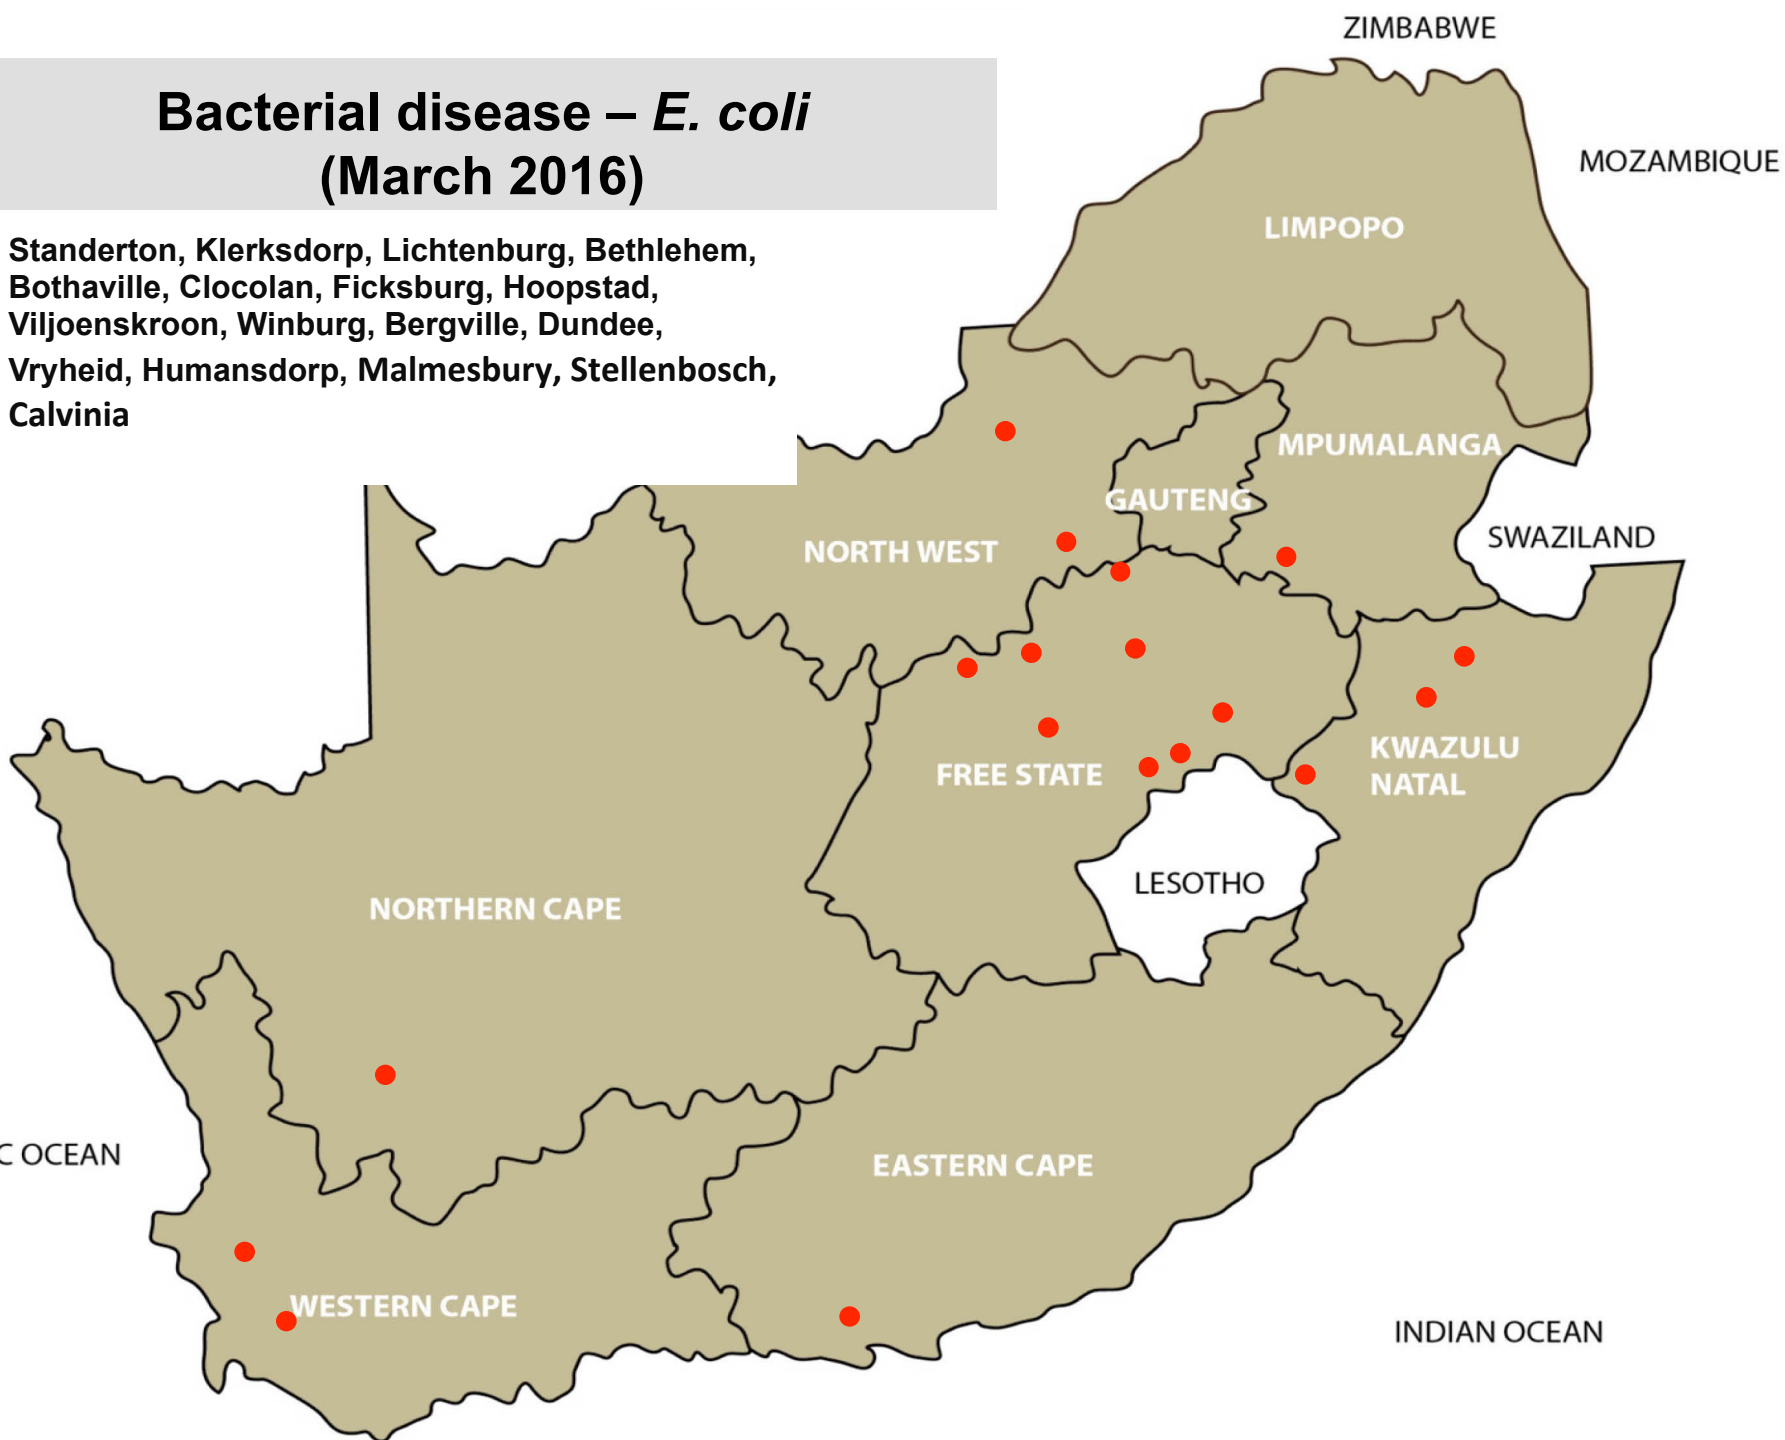 ZIMBABWE
Bacterial disease – E. coli
(March 2016)
MOZAMBIQUE
LIMPOPO
Standerton, Klerksdorp, Lichtenburg, Bethlehem,
Bothaville, Clocolan, Ficksburg, Hoopstad,
Viljoenskroon, Winburg, Bergville, Dundee,
Vryheid, Humansdorp, Malmesbury, Stellenbosch,
Calvinia
MPUMALANGA
GAUTENG
SWAZILAND
NORTH WEST
KWAZULU
NATAL
FREE STATE
LESOTHO
NORTHERN CAPE
C OCEAN
EASTERN CAPE
WESTERN CAPE
INDIAN OCEAN